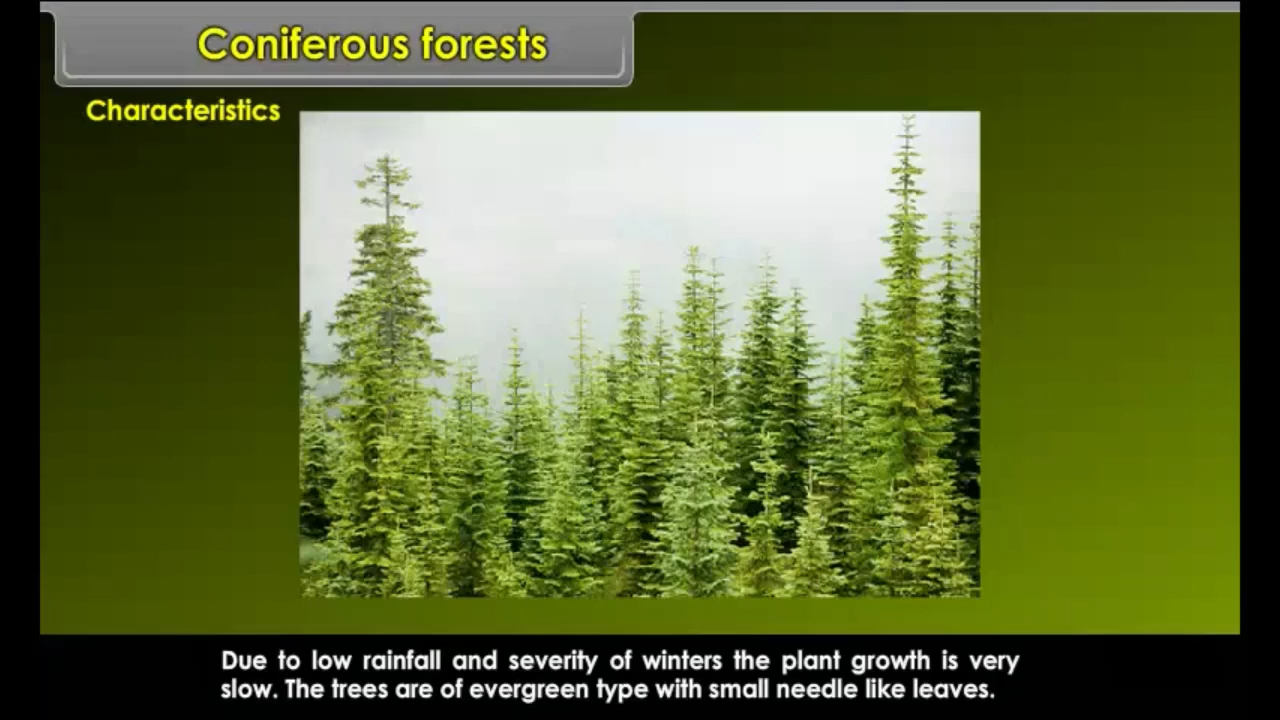 Coniferous forests
Characteristics
Due to low rainfall and severity of winters the plant growth is very
slow. The trees are of evergreen type with small needle like leaves.